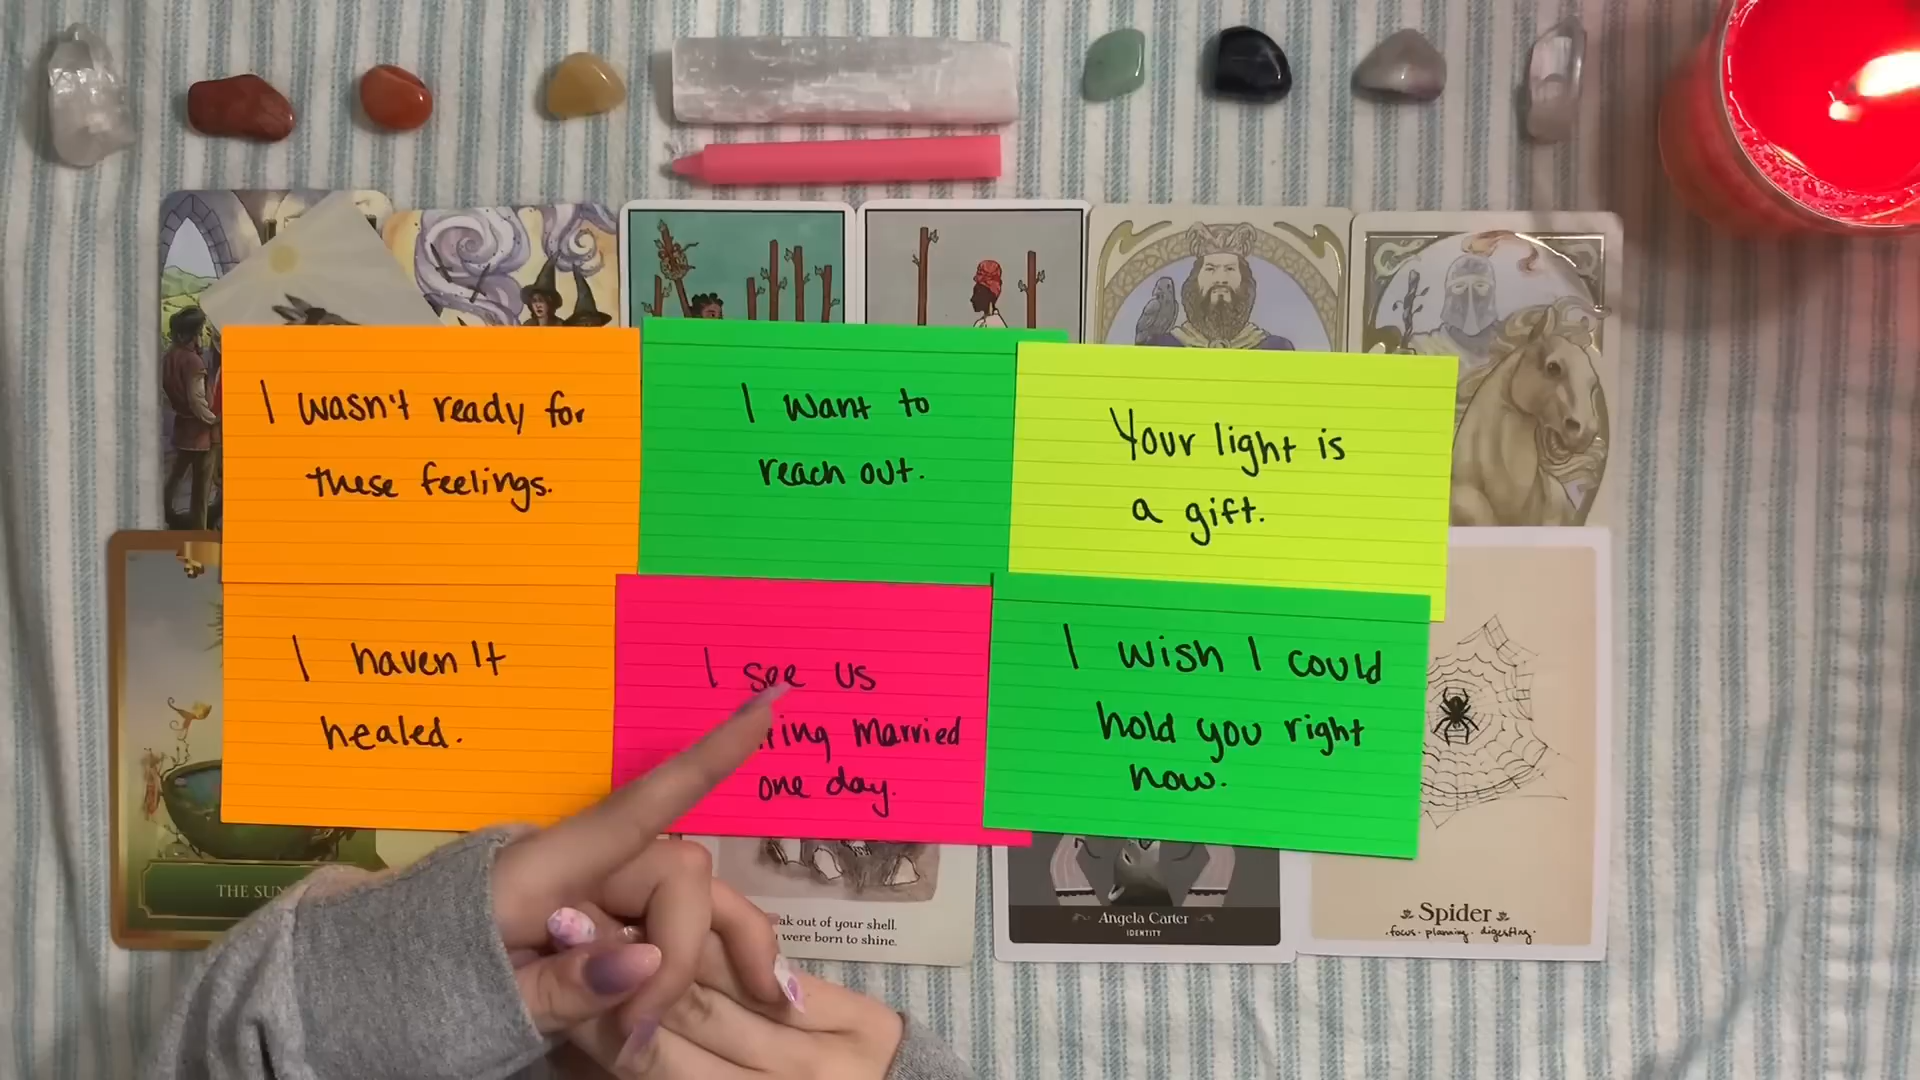 I wasn't ready for
these feelings.
I want to
reach out.
Your light is
a gift.
I haven't
healed.
I see us
married
one day.
I wish I could
hold you right
now.
THE SUN
out of your shell.
were born to shine.
Angela Carter
IDENTITY
Spider
focus. planning. digesting.